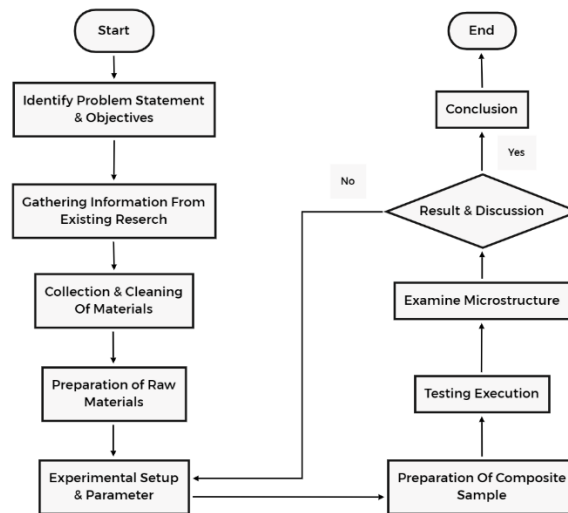 Start
Identify Problem Statement
& Objectives
Gathering Information From
Existing Reserch
Collection & Cleaning
Of Materials
Preparation of Raw
Materials
Experimental Setup
& Parameter
Preparation Of Composite
Sample
Testing Execution
Examine Microstructure
Result & Discussion
No
Yes
Conclusion
End